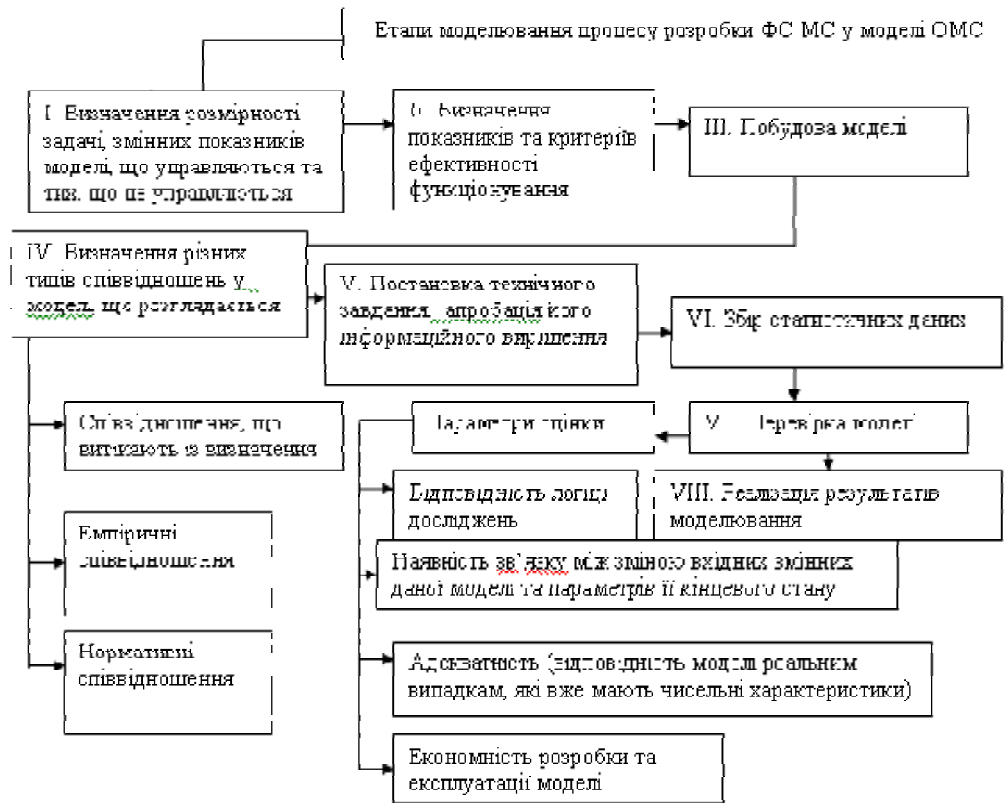 Етапи моделювання процесу розробки ФС МС у моделі ОМС
І. Визначення розмірності
задачі, змінних показників
моделі, що управляються та
тих, що не управляються
ІІ. Визначення
показників та критеріїв
ефективності
функціонування
ІІІ. Побудова моделі
IV. Визначення різних
типів співвідношень у
моделі, що розглядається
V. Постановка технічного
завдання апробація його
інформаційного вирішення
VI. Збір статистичних даних
Співвідношення, що
витікають із визначення
Параметри оцінки
Перевірка моделі
Відповідність логіці
досліджень
VIII. Реалізація результатів
моделювання
Емпіричні
співвідношення
Наявність зв'язку між зміною вхідних змінних
даної моделі та параметрів її кінцевого стану
Нормативні
співвідношення
Адекватність (відповідність моделі реальним
випадкам, які вже мають чисельні характеристики)
Економність розробки та
експлуатації моделі